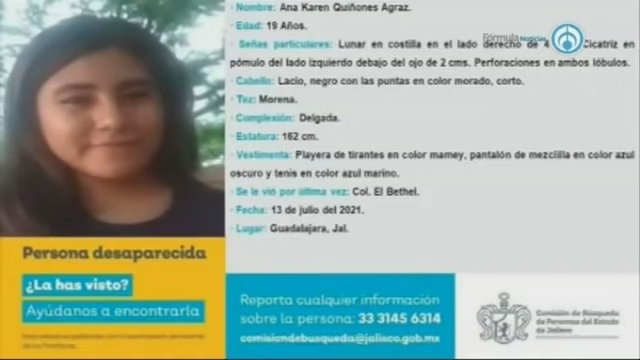 · Nombre: Ana Karen Quiñones Agraz.
· Edad: 19 Años.
· Señas particulares: Lunar en costilla en el lado derecho de 4 Cicatriz en
pómulo del lado izquierdo debajo del ojo de 2 cms. Perforaciones en ambos lóbulos.
· Cabello: Lacio, negro con las puntas en color morado, corto.
· Tez: Morena.
· Complexión: Delgada.
· Estatura: 162 cm.
· Vestimenta: Playera de tirantes en color mamey, pantalón de mezclilla en color azul
oscuro y tenis en color azul marino.
· Se le vió por última vez: Col. El Bethel.
· Fecha: 13 de julio del 2021.
· Lugar: Guadalajara, Jal.
Fórmula
Noticias
Persona desaparecida
¿La has visto?
Ayúdanos a encontrarla
Reporta cualquier información
sobre la persona: 33 3145 6314
comisiondebusqueda@jalisco.gob.mx
Comisión de Búsqueda
de Personas del Estado
de Jalisco